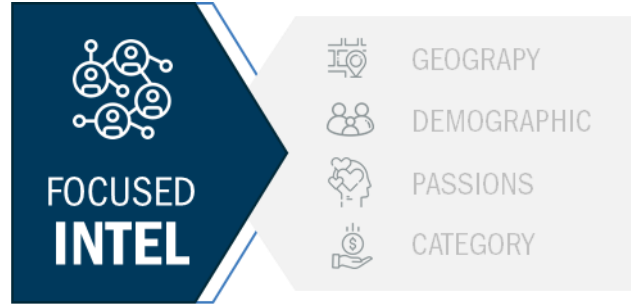 FOCUSED
INTEL
GEOGRAPY
DEMOGRAPHIC
PASSIONS
CATEGORY